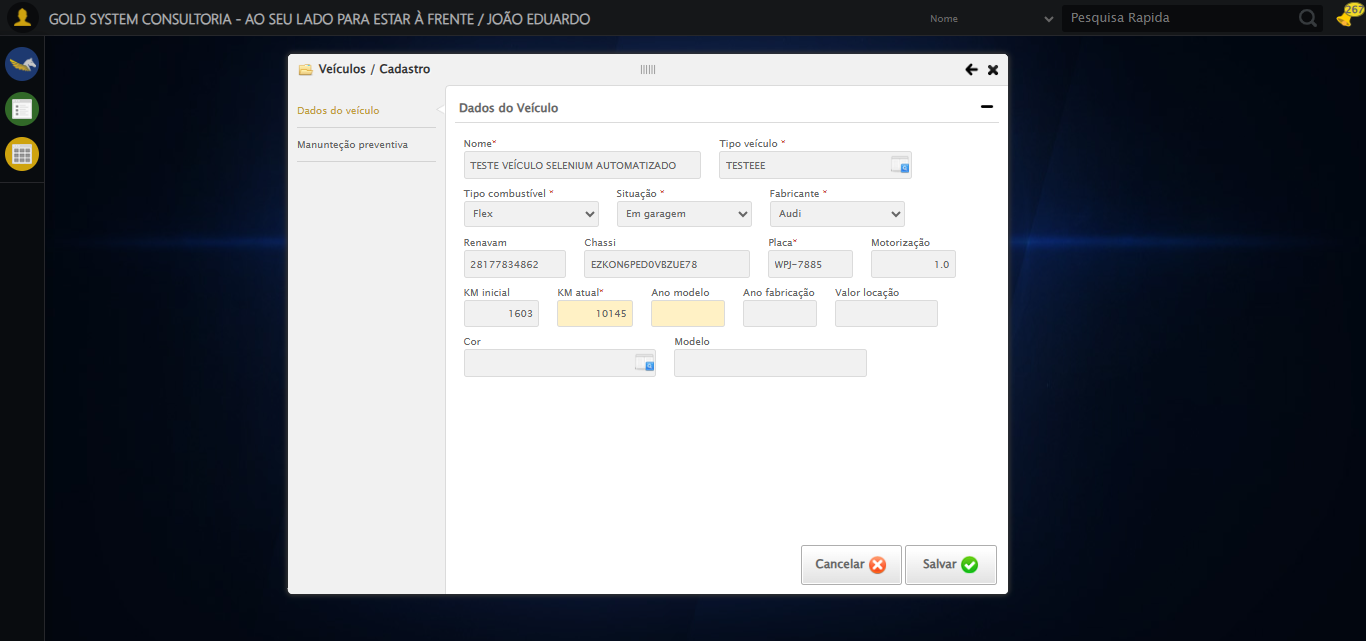 GOLD SYSTEM CONSULTORIA - AO SEU LADO PARA ESTAR À FRENTE / JOÃO EDUARDO
Nome
Pesquisa Rapida
267
Veículos / Cadastro
Dados do veículo
Manunteção preventiva
Dados do Veículo
Nome* Tipo veículo *
TESTE VEÍCULO SELENIUM AUTOMATIZADO TESTEEE
Tipo combustível * Situação * Fabricante *
Flex Em garagem Audi
Renavam Chassi Placa* Motorização
28177834862 EZKON6PED0VBZUE78 WPJ-7885 1.0
KM inicial KM atual* Ano modelo Ano fabricação Valor locação
1603 10145
Cor Modelo
Cancelar Salvar